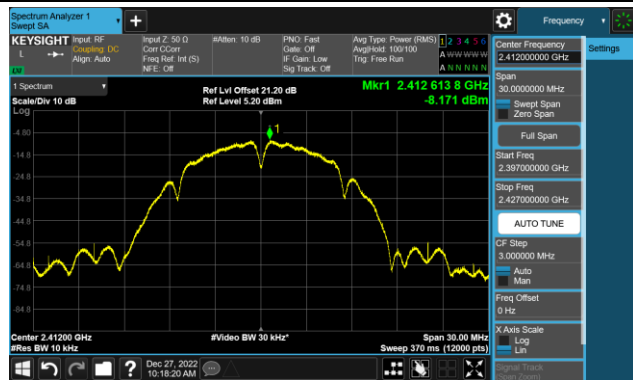 Spectrum Analyzer 1
Swept SA
Frequency
KEYSIGHT
Input: RF
Coupling: DC
Align: Auto
Input Z: 50 Ω
Corr CCorr
Freq Ref: Int (S)
NFE: Off
#Atten: 10 dB
PNO: Fast
Gate: Off
IF Gain: Low
Sig Track: Off
Avg Type: Power (RMS)
Avg|Hold: 100/100
Trig: Free Run
1 2 3 4 5 6
A W W W W W
A N N N N N
L
LV
1 Spectrum
Scale/Div 10 dB
Log
Ref Lvl Offset 21.20 dB
Ref Level 5.20 dBm
Mkr1 2.412 613 8 GHz
-8.171 dBm
1
-4.80
-14.8
-24.8
-34.8
-44.8
-54.8
-64.8
-74.8
-84.8
Center 2.41200 GHz
#Res BW 10 kHz
#Video BW 30 kHz*
Span 30.00 MHz
Sweep 370 ms (12000 pts)
Dec 27, 2022
10:18:20 AM
Center Frequency
2.412000000 GHz
Settings
Span
30.0000000 MHz
Swept Span
Zero Span
Full Span
Start Freq
2.397000000 GHz
Stop Freq
2.427000000 GHz
AUTO TUNE
CF Step
3.000000 MHz
Auto
Man
Freq Offset
0 Hz
X Axis Scale
Log
Lin
Signal Track
(Span Zoom)